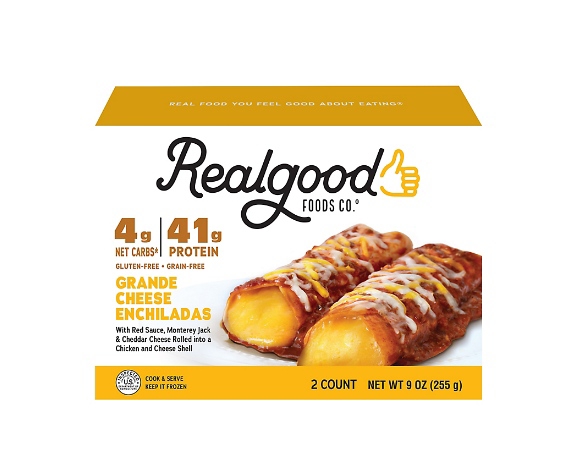 REAL FOOD YOU FEEL GOOD ABOUT EATING®
Realgood
FOODS CO.®
4g 41g
NET CARBS* PROTEIN
GLUTEN-FREE • GRAIN-FREE
GRANDE
CHEESE
ENCHILADAS
With Red Sauce, Monterey Jack
& Cheddar Cheese Rolled into a
Chicken and Cheese Shell
U.S.
COOK & SERVE
KEEP IT FROZEN
2 COUNT NET WT 9 OZ (255 g)